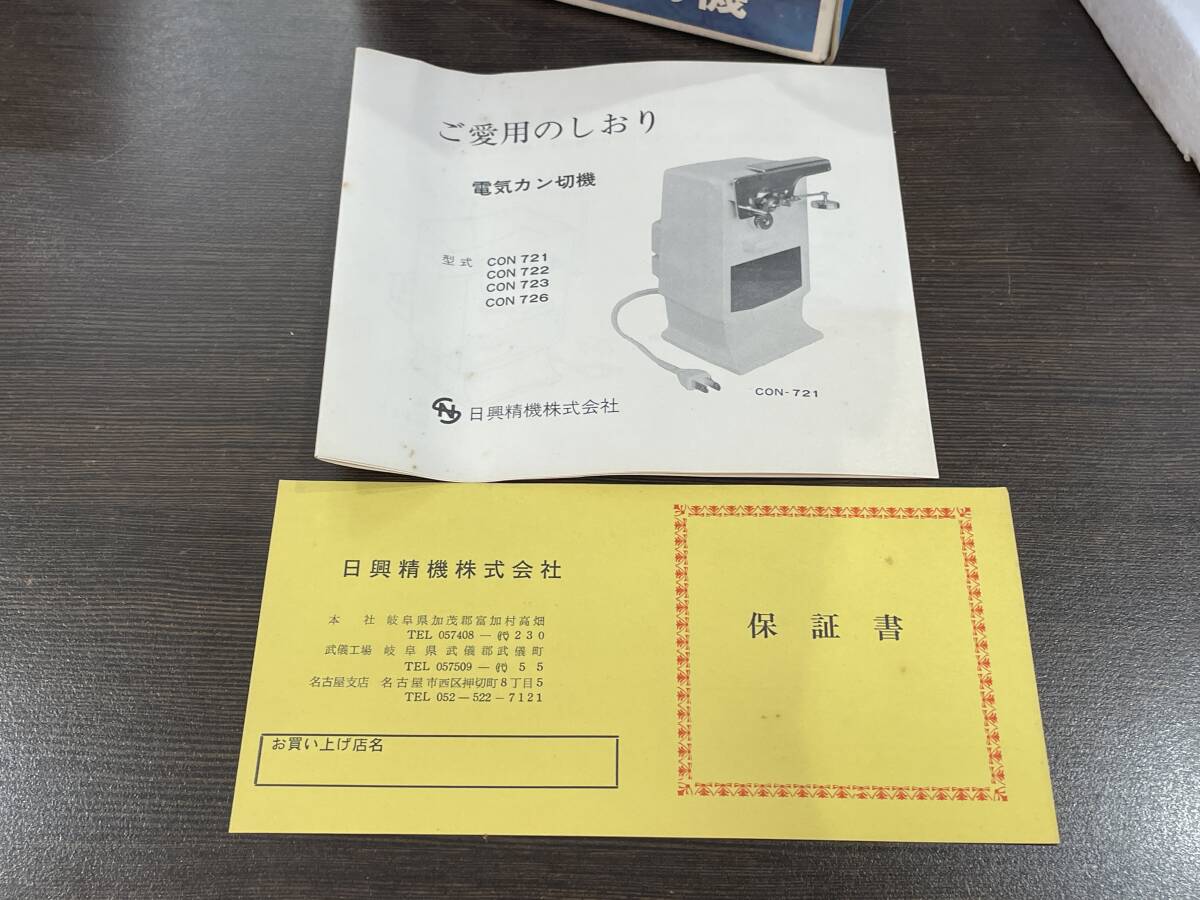 機
ご愛用のしおり
電気カン切機
型式 CON 721
CON 722
CON 723
CON 726
CON-721
日興精機株式会社
日興精機株式会社
本 社 岐阜県加茂郡富加村高畑
TEL 057408—㈹230
武儀工場 岐阜県武儀郡武儀町
TEL 057509—㈹55
名古屋支店 名古屋市西区押切町8丁目5
TEL 052—522－7121
お買い上げ店名
保証書